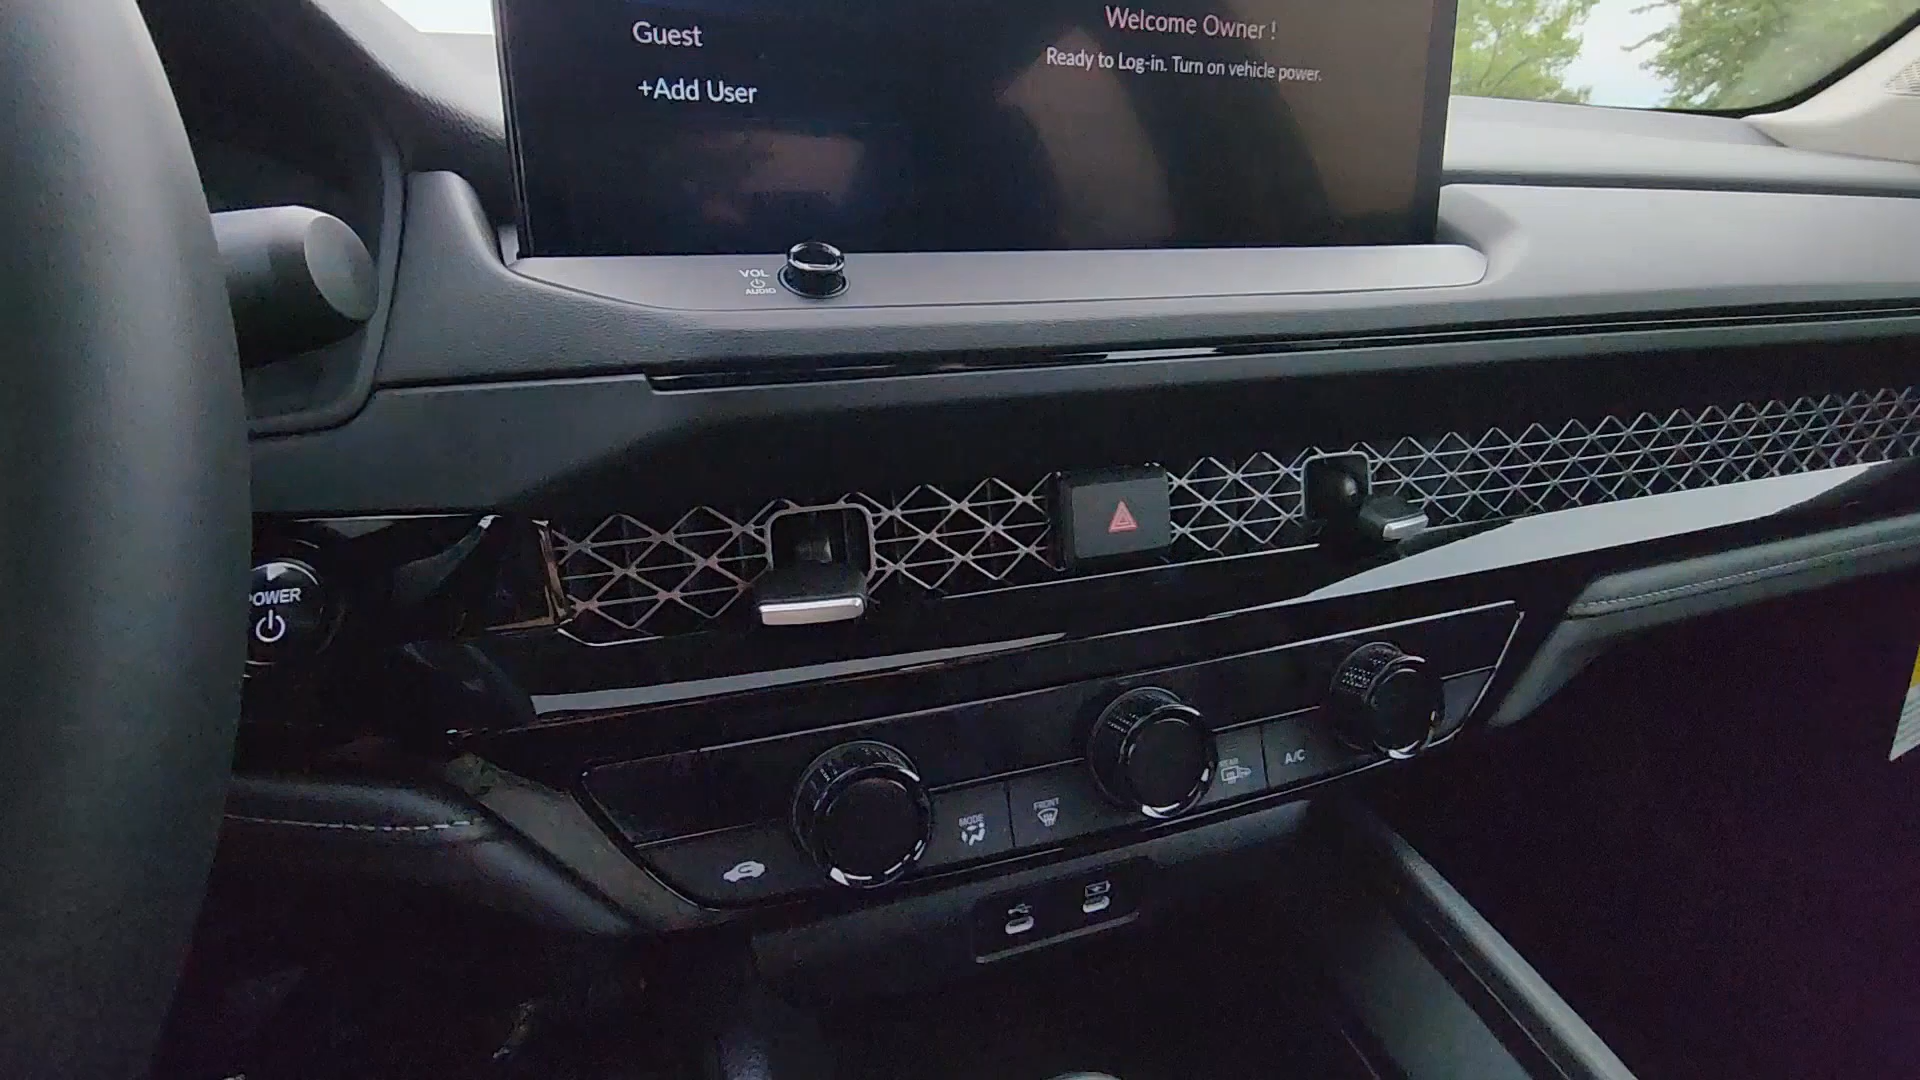 Guest
+Add User
Welcome Owner !
Ready to Log-in. Turn on vehicle power.
VOL
AUDIO
POWER
MODE
FRONT
REAR
A/C